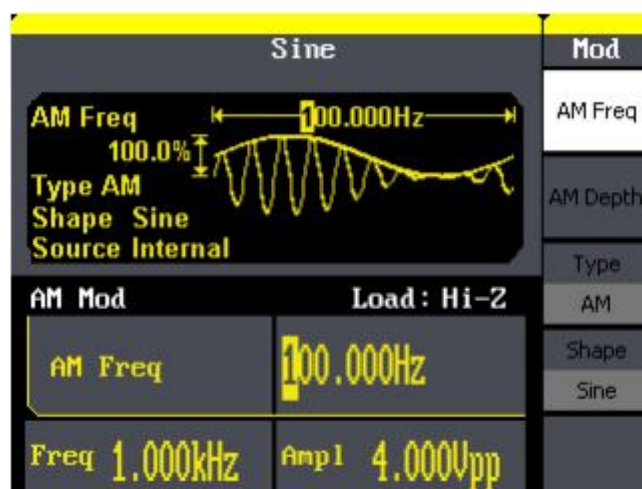 Sine
Mod
AM Freq 100.000Hz
100.0%
Type AM
Shape Sine
Source Internal
AM Freq
AM Depth
Type
AM
Shape
Sine
AM Mod Load: Hi-Z
AM Freq 100.000Hz
Freq 1.000kHz Ampl 4.000Vpp